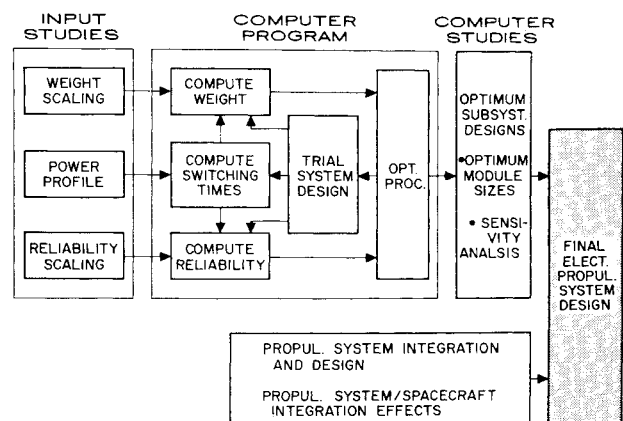 INPUT
STUDIES
COMPUTER
PROGRAM
COMPUTER
STUDIES
WEIGHT
SCALING
COMPUTE
WEIGHT
POWER
PROFILE
COMPUTE
SWITCHING
TIMES
TRIAL
SYSTEM
DESIGN
OPT.
PROC.
RELIABILITY
SCALING
COMPUTE
RELIABILITY
OPTIMUM
SUBSYST.
DESIGNS
•OPTIMUM
MODULE
SIZES
• SENSI-
VITY
ANALSIS
FINAL
ELECT.
PROPUL.
SYSTEM
DESIGN
PROPUL. SYSTEM INTEGRATION
AND DESIGN
PROPUL. SYSTEM/SPACECRAFT
INTEGRATION EFFECTS